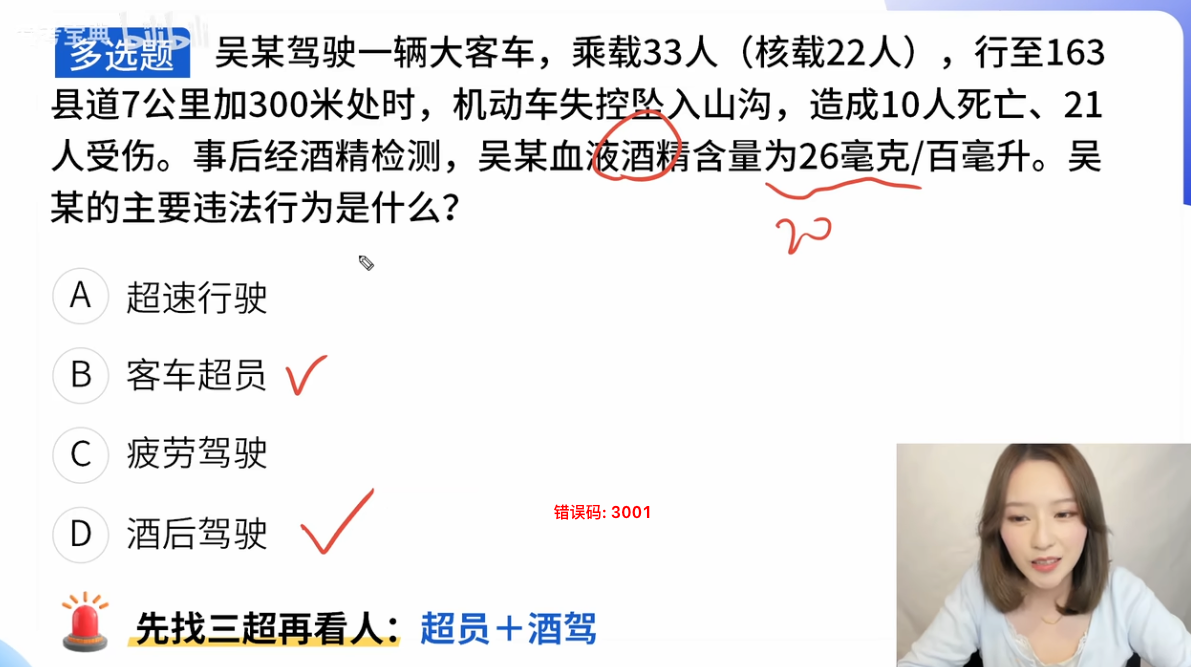 多选题 吴某驾驶一辆大客车，乘载33人（核载22人），行至163
县道7公里加300米处时，机动车失控坠入山沟，造成10人死亡、21
人受伤。事后经酒精检测，吴某血液酒精含量为26毫克/百毫升。吴
某的主要违法行为是什么？
20
A 超速行驶
B 客车超员
C 疲劳驾驶
D 酒后驾驶
错误码: 3001
先找三超再看人：超员＋酒驾